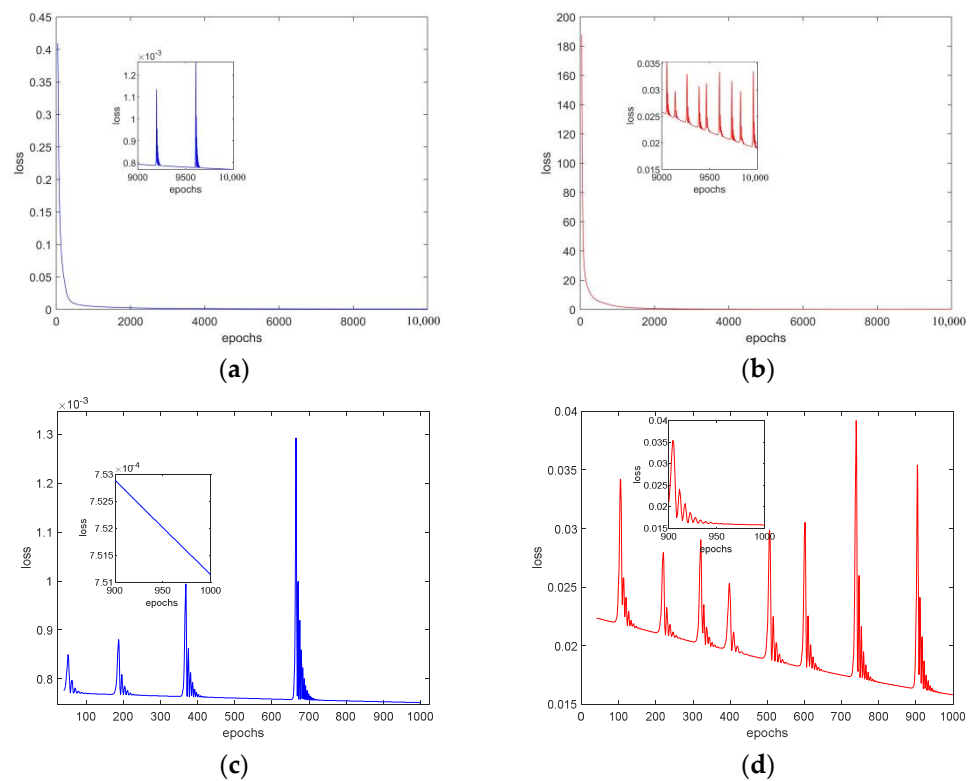 0.45
0.4
0.35
0.3
0.25
0.2
0.15
0.1
0.05
0
loss
0 2000 4000 6000 8000 10,000
epochs
×10⁻³
1.2
1.1
1
0.9
0.8
loss
9000 9500 10,000
epochs
(a)
200
180
160
140
120
100
80
60
40
20
0
loss
0 2000 4000 6000 8000 10,000
epochs
0.035
0.03
0.025
0.02
0.015
loss
9000 9500 10,000
epochs
(b)
×10⁻³
1.3
1.2
1.1
1
0.9
0.8
loss
100 200 300 400 500 600 700 800 900 1000
epochs
×10⁻⁴
7.53
7.525
7.52
7.515
7.51
loss
900 950 1000
epochs
(c)
0.04
0.035
0.03
0.025
0.02
0.015
loss
0 100 200 300 400 500 600 700 800 900 1000
epochs
0.04
0.035
0.03
0.025
0.02
0.015
loss
900 950 1000
epochs
(d)